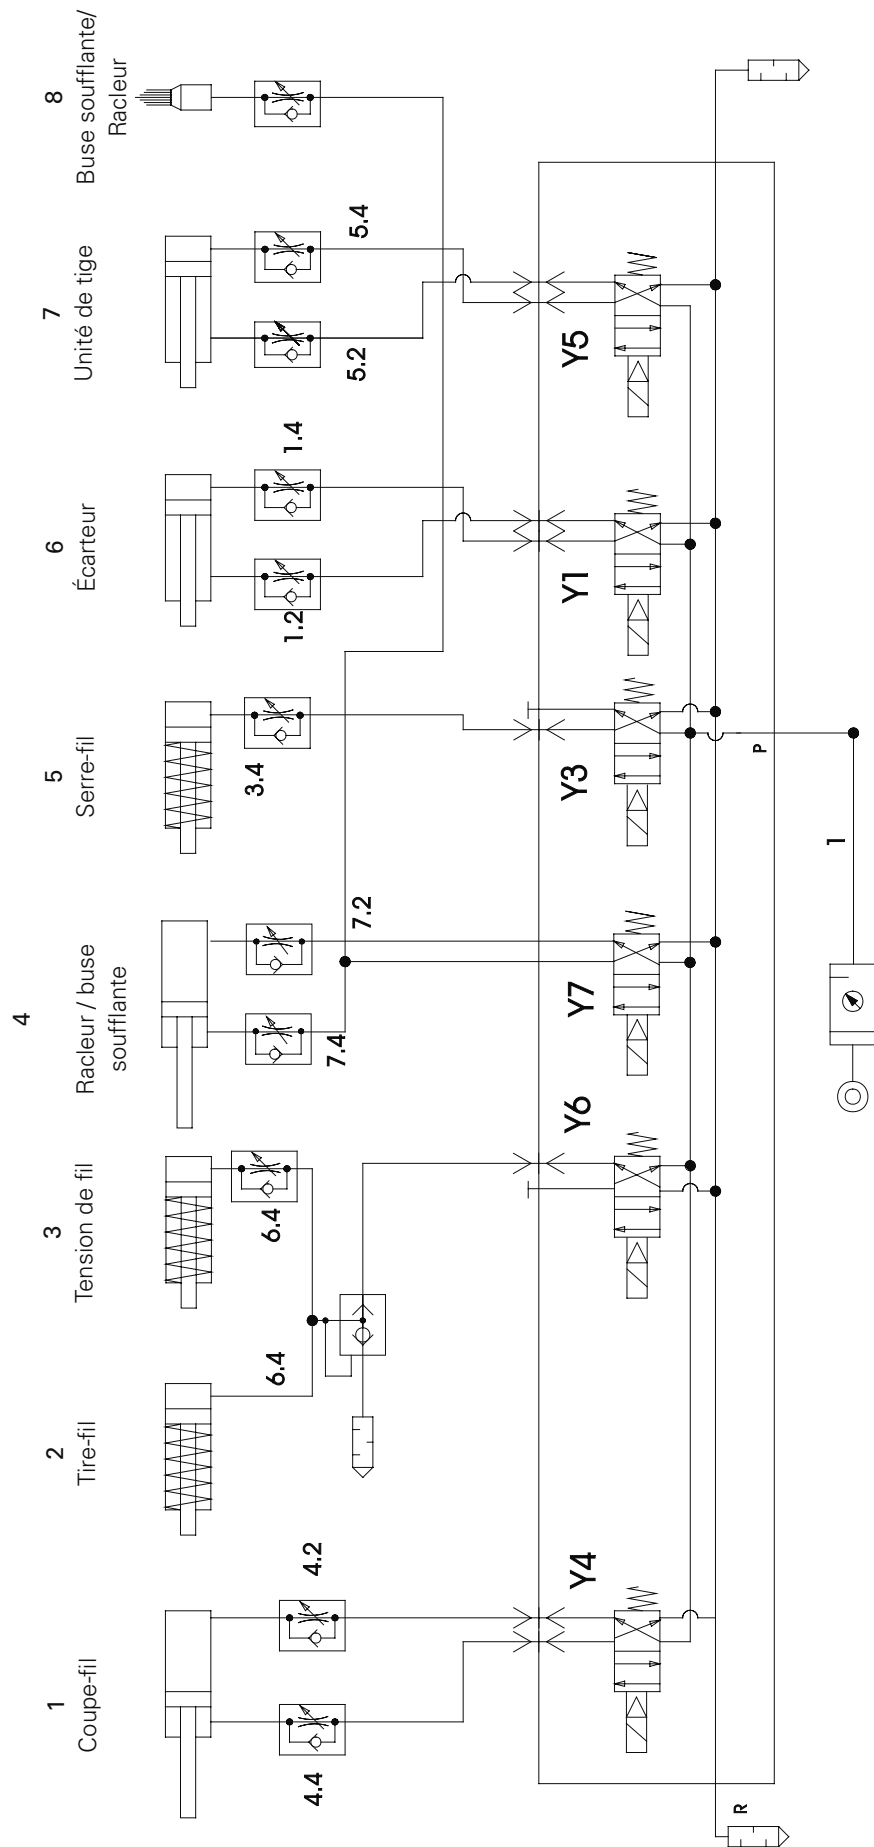 1
Coupe-fil
2
Tire-fil
3
Tension de fil
4
Racleur / buse
soufflante
5
Serre-fil
6
Écarteur
7
Unité de tige
8
Buse soufflante/
Racleur
4.4
4.2
6.4
6.4
7.4
7.2
3.4
1.2
1.4
5.2
5.4
Y4
Y6
Y7
Y3
Y1
Y5
R
P
1